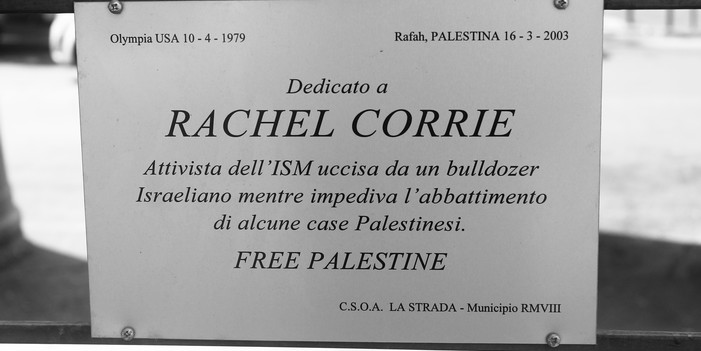 Olympia USA 10 - 4 - 1979
Rafah, PALESTINA 16 - 3 - 2003
Dedicato a
RACHEL CORRIE
Attivista dell'ISM uccisa da un bulldozer
Israeliano mentre impediva l'abbattimento
di alcune case Palestinesi.
FREE PALESTINE
C.S.O.A. LA STRADA - Municipio RMVIII